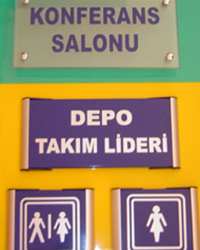 KONFERANS
SALONU
DEPO
TAKIM LİDERİ